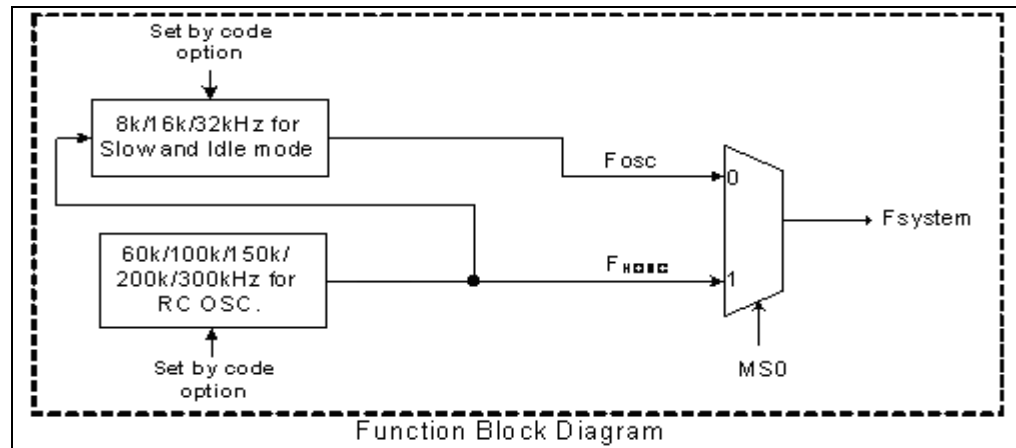 Set by code
option
8k/16k/32kHz for
Slow and Idle mode
Fosc
0
Fsystem
60k/100k/150k/
200k/300kHz for
RC OSC.
1
MS0
Set by code
option
Function Block Diagram